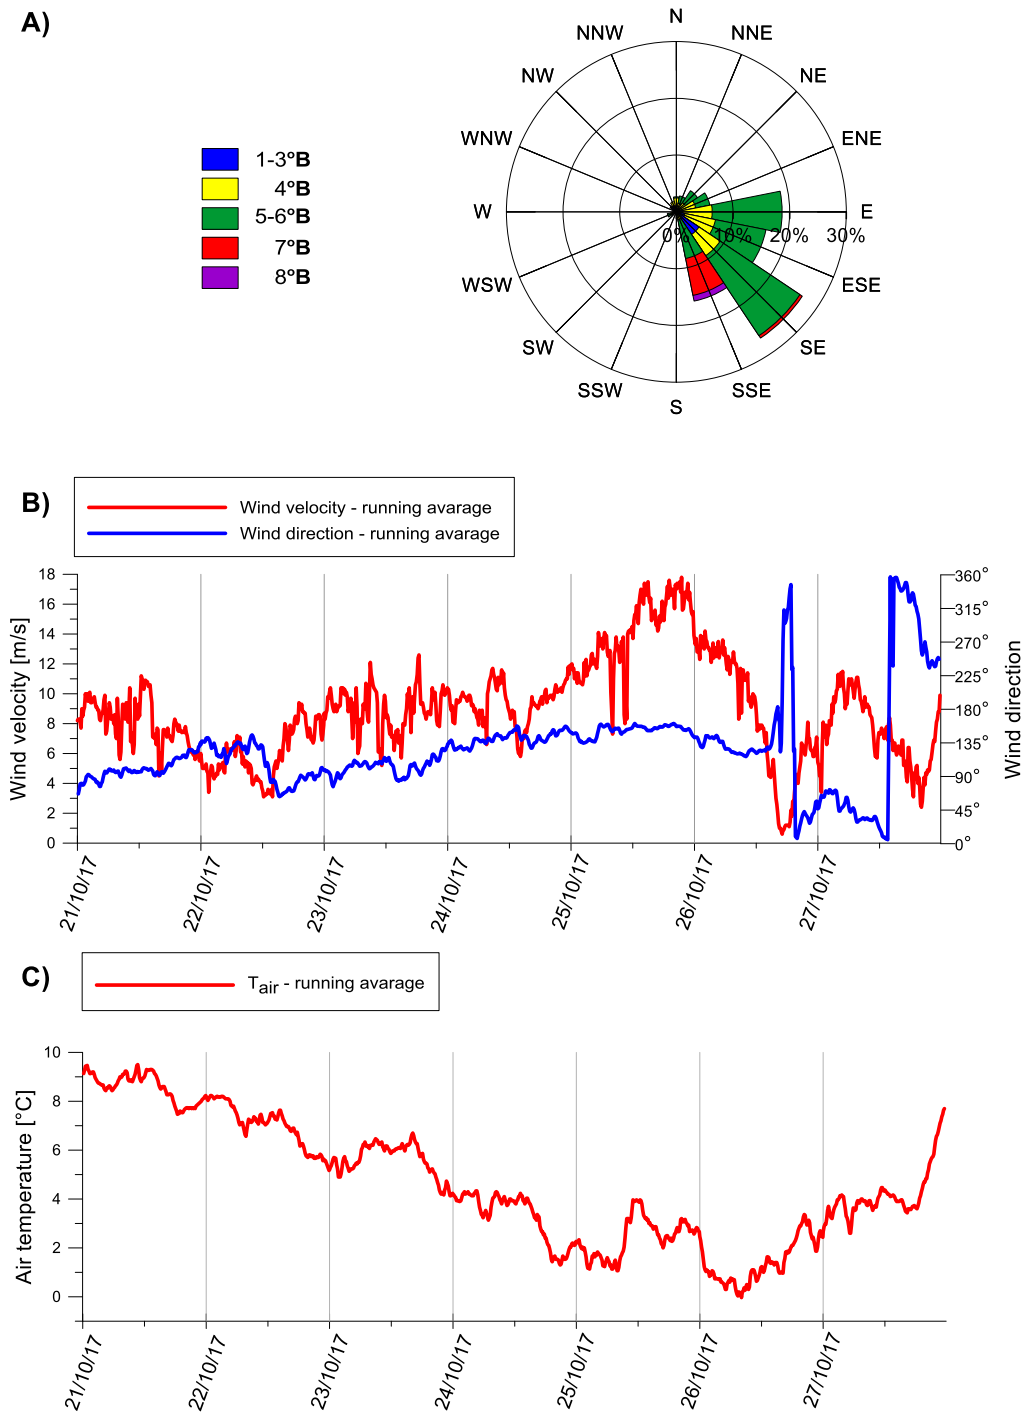 A)
N
NNW
NNE
NW
NE
WNW
ENE
1-3°B
4°B
5-6°B
7°B
8°B
W
E
0% 10% 20% 30%
WSW
ESE
SW
SE
SSW
SSE
S
B)
Wind velocity - running avarage
Wind direction - running avarage
Wind velocity [m/s]
18
16
14
12
10
8
6
4
2
0
360°
315°
270°
225°
180°
135°
90°
45°
0°
Wind direction
21/10/17 22/10/17 23/10/17 24/10/17 25/10/17 26/10/17 27/10/17
C)
Tair - running avarage
Air temperature [°C]
10
8
6
4
2
0
21/10/17 22/10/17 23/10/17 24/10/17 25/10/17 26/10/17 27/10/17